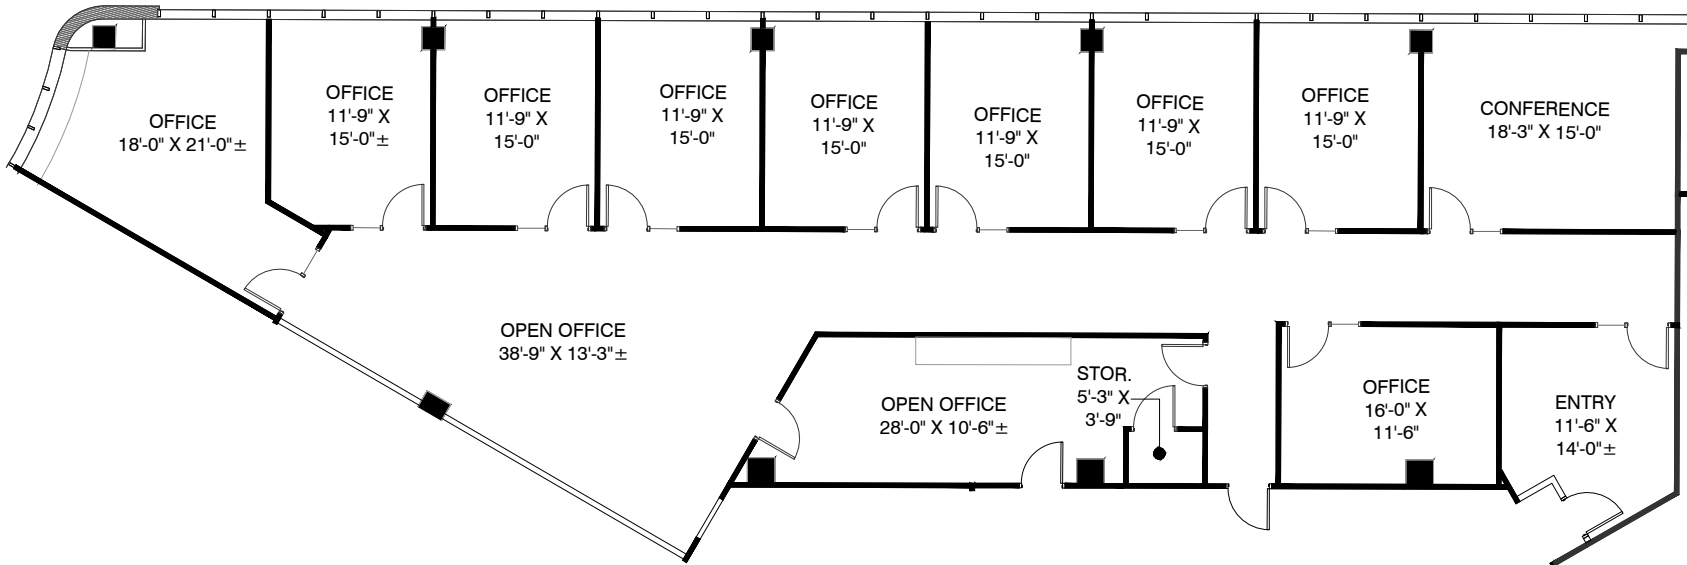 OFFICE
18'-0" X 21'-0"±
OFFICE
11'-9" X
15'-0"±
OFFICE
11'-9" X
15'-0"
OFFICE
11'-9" X
15'-0"
OFFICE
11'-9" X
15'-0"
OFFICE
11'-9" X
15'-0"
OFFICE
11'-9" X
15'-0"
OFFICE
11'-9" X
15'-0"
CONFERENCE
18'-3" X 15'-0"
OPEN OFFICE
38'-9" X 13'-3"±
OPEN OFFICE
28'-0" X 10'-6"±
STOR.
5'-3" X
3'-9"
OFFICE
16'-0" X
11'-6"
ENTRY
11'-6" X
14'-0"±